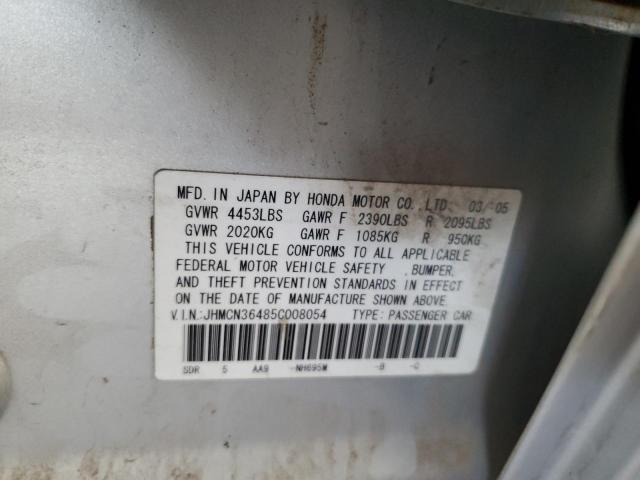 MFD. IN JAPAN BY HONDA MOTOR CO., LTD. 03/'05
GVWR 4453LBS GAWR F 2390LBS R 2095LBS
GVWR 2020KG GAWR F 1085KG R 950KG
THIS VEHICLE CONFORMS TO ALL APPLICABLE
FEDERAL MOTOR VEHICLE SAFETY ,BUMPER,
AND THEFT PREVENTION STANDARDS IN EFFECT
ON THE DATE OF MANUFACTURE SHOWN ABOVE.
V.I.N.:JHMCN36485C008054 TYPE: PASSENGER CAR
SDR 5 AA9 -NH695M -B -C